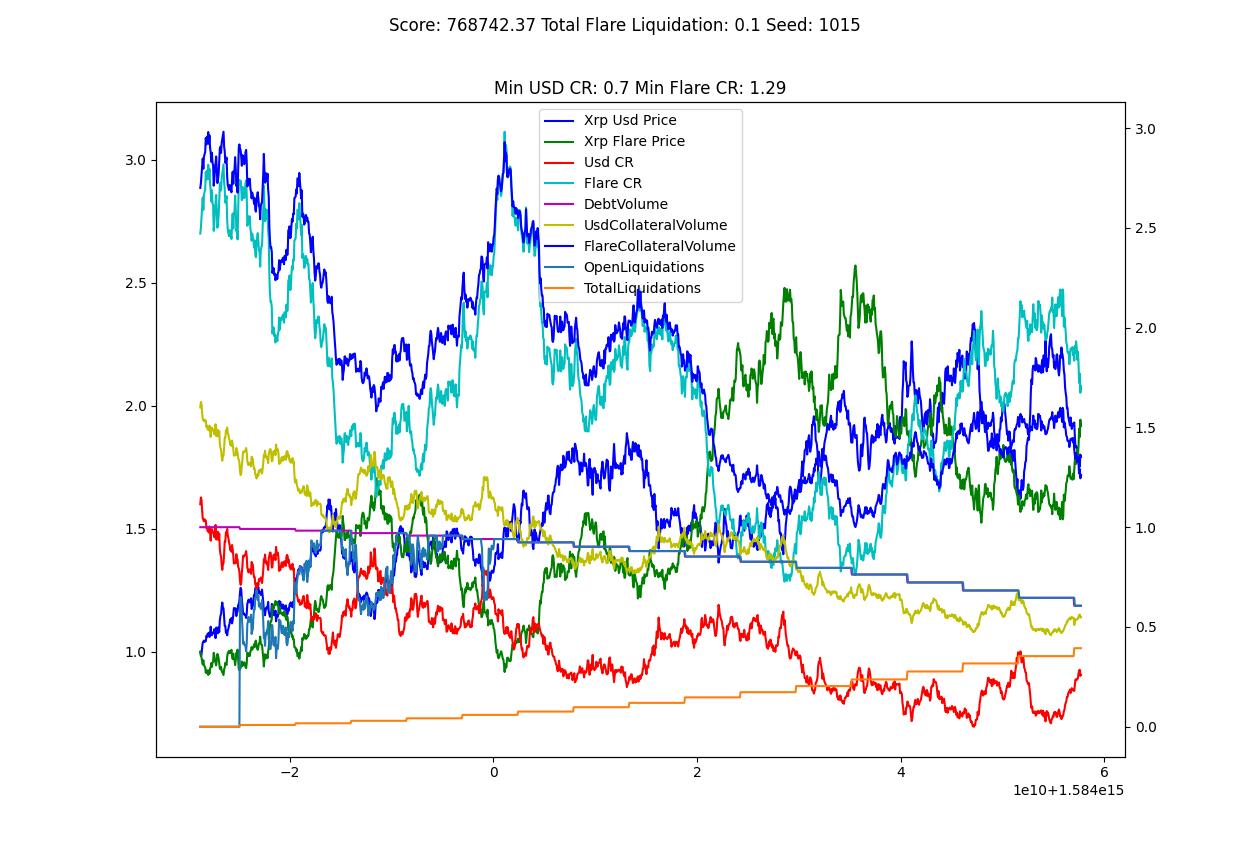 Score: 768742.37 Total Flare Liquidation: 0.1 Seed: 1015
Min USD CR: 0.7 Min Flare CR: 1.29
Xrp Usd Price
Xrp Flare Price
Usd CR
Flare CR
DebtVolume
UsdCollateralVolume
FlareCollateralVolume
OpenLiquidations
TotalLiquidations
3.0
2.5
2.0
1.5
1.0
3.0
2.5
2.0
1.5
1.0
0.5
0.0
−2 0 2 4 6
1e10+1.584e15